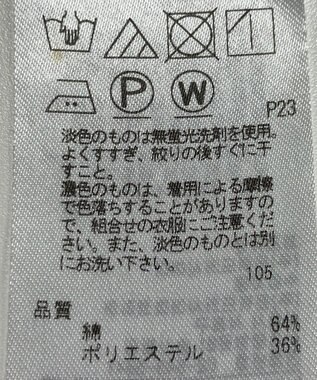 P
W
P23
淡色のものは無蛍光洗剤を使用。
よくすすぎ、絞りの後すぐに干
すこと。
濃色のものは、着用による摩擦
で色落ちすることがありますの
で、組合せの衣服にご注意くだ
さい。また、淡色のものとは別
にお洗い下さい。
105
品質
綿 64%
ポリエステル 36%